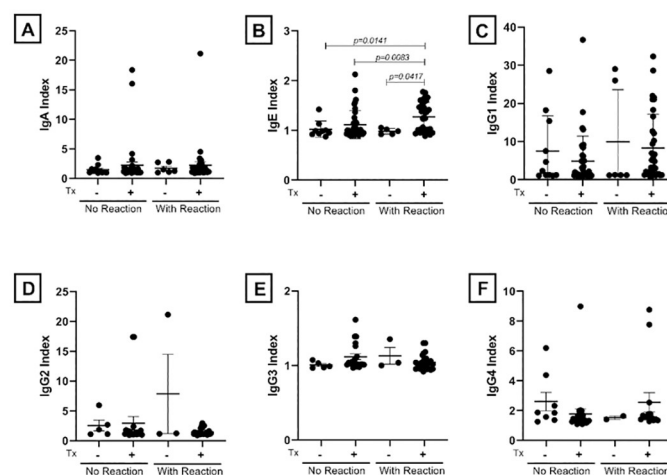 A
IgA Index
25
20
15
10
5
0
Tx - + - +
No Reaction With Reaction
B
IgE Index
3
2
1
0
p=0.0141
p=0.0083
p=0.0417
Tx - + - +
No Reaction With Reaction
C
IgG1 Index
40
30
20
10
0
Tx - + - +
No Reaction With Reaction
D
IgG2 Index
25
20
15
10
5
0
Tx - + - +
No Reaction With Reaction
E
IgG3 Index
2
1
0
Tx - + - +
No Reaction With Reaction
F
IgG4 Index
10
8
6
4
2
0
Tx - + - +
No Reaction With Reaction